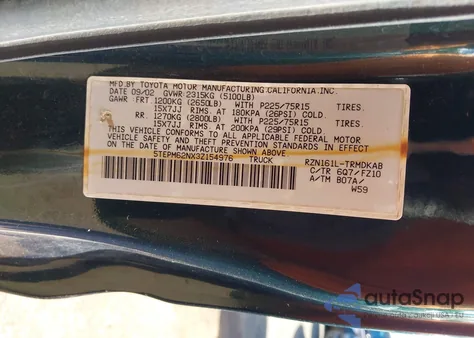 MFD.BY TOYOTA MOTOR MANUFACTURING,CALIFORNIA.INC.
DATE 09/02 GVWR 2315KG (5100LB)
GAWR FRT 1200KG (2650LB) WITH P225/75R15 TIRES.
15X7JJ RIMS. AT 180KPA (26PSI) COLD
RR 1270KG (2800LB) WITH P225/75R15 TIRES.
15X7JJ RIMS. AT 200KPA (29PSI) COLD
THIS VEHICLE CONFORMS TO ALL APPLICABLE FEDERAL MOTOR
VEHICLE SAFETY AND THEFT PREVENTION STANDARDS IN EFFECT
ON THE DATE OF MANUFACTURE SHOWN ABOVE
5TEPM62NX3Z154976 TRUCK RZN161L-TRMDKAB
C/TR 6Q7/FZ10
A/TM B07A/
W59
autoSnap